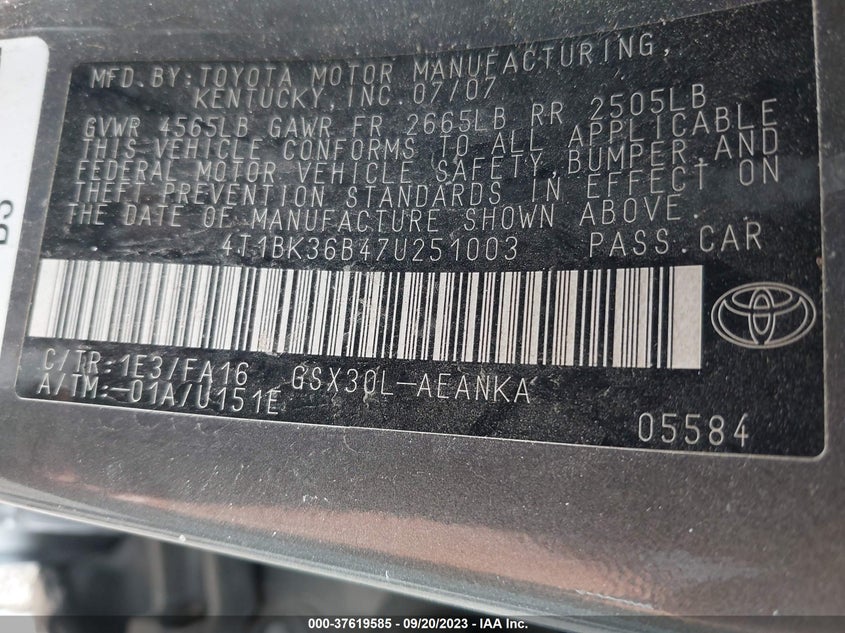 MFD.BY:TOYOTA MOTOR MANUFACTURING,
KENTUCKY,INC.07/07
GVWR 4565LB GAWR FR 2665LB RR 2505LB
THIS VEHICLE CONFORMS TO ALL APPLICABLE
FEDERAL MOTOR VEHICLE SAFETY,BUMPER,AND
THEFT PREVENTION STANDARDS IN EFFECT ON
THE DATE OF MANUFACTURE SHOWN ABOVE.
4T1BK36B47U251003 PASS.CAR
C/TR:1E3/FA16 GSX30L-AEANKA
A/TM:-01A/U151E
05584
000-37619585 - 09/20/2023 - IAA Inc.